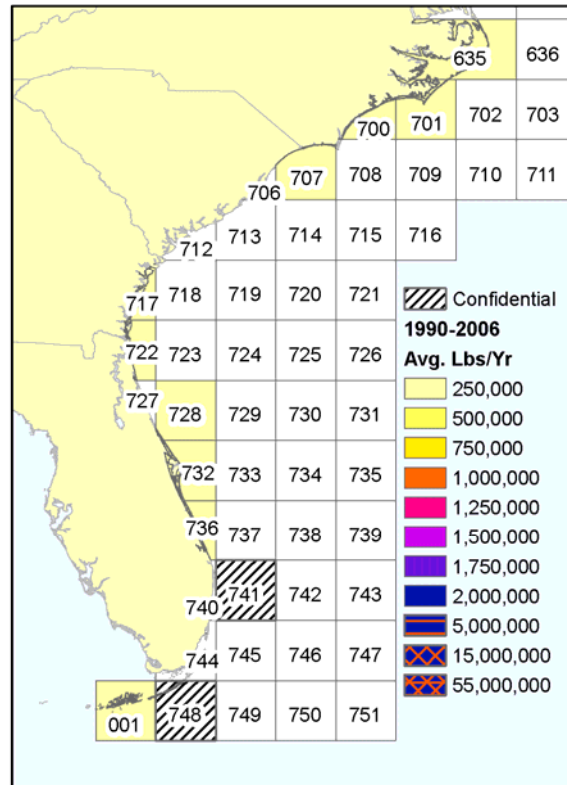 635 636
700 701 702 703
706 707 708 709 710 711
712 713 714 715 716
717 718 719 720 721
722 723 724 725 726
727 728 729 730 731
732 733 734 735
736 737 738 739
740 741 742 743
744 745 746 747
001 748 749 750 751
Confidential
1990-2006
Avg. Lbs/Yr
250,000
500,000
750,000
1,000,000
1,250,000
1,500,000
1,750,000
2,000,000
5,000,000
15,000,000
55,000,000